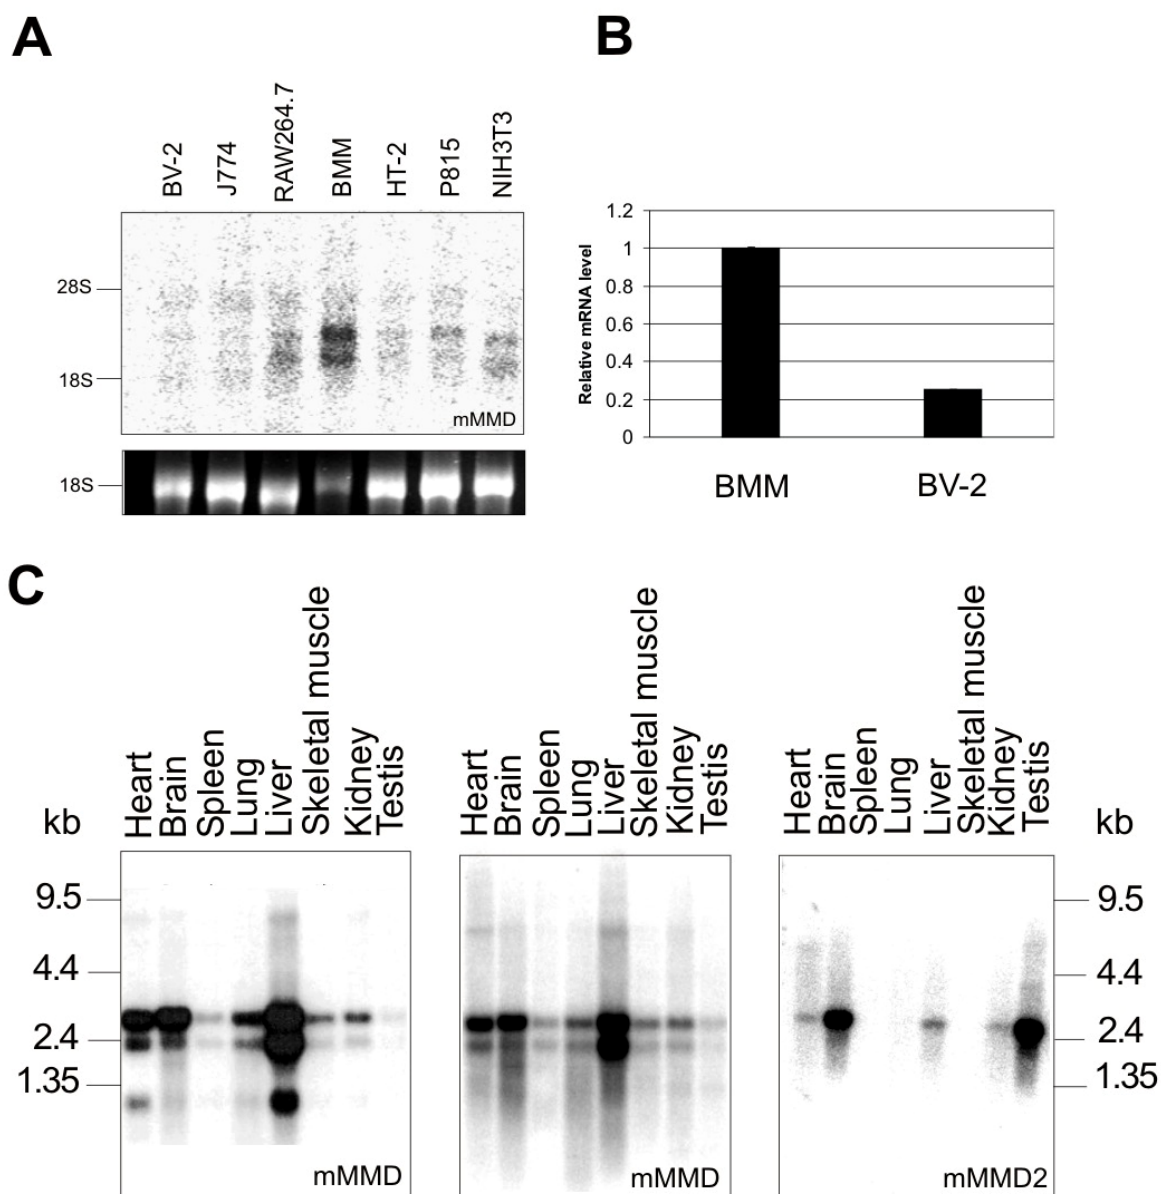 A
BV-2
J774
RAW264.7
BMM
HT-2
P815
NIH3T3
28S
18S
mMMD
18S
B
Relative mRNA level
1.2
1
0.8
0.6
0.4
0.2
0
BMM
BV-2
C
kb
Heart
Brain
Spleen
Lung
Liver
Skeletal muscle
Kidney
Testis
9.5
4.4
2.4
1.35
mMMD
Heart
Brain
Spleen
Lung
Liver
Skeletal muscle
Kidney
Testis
mMMD
Heart
Brain
Spleen
Lung
Liver
Skeletal muscle
Kidney
Testis
kb
9.5
4.4
2.4
1.35
mMMD2